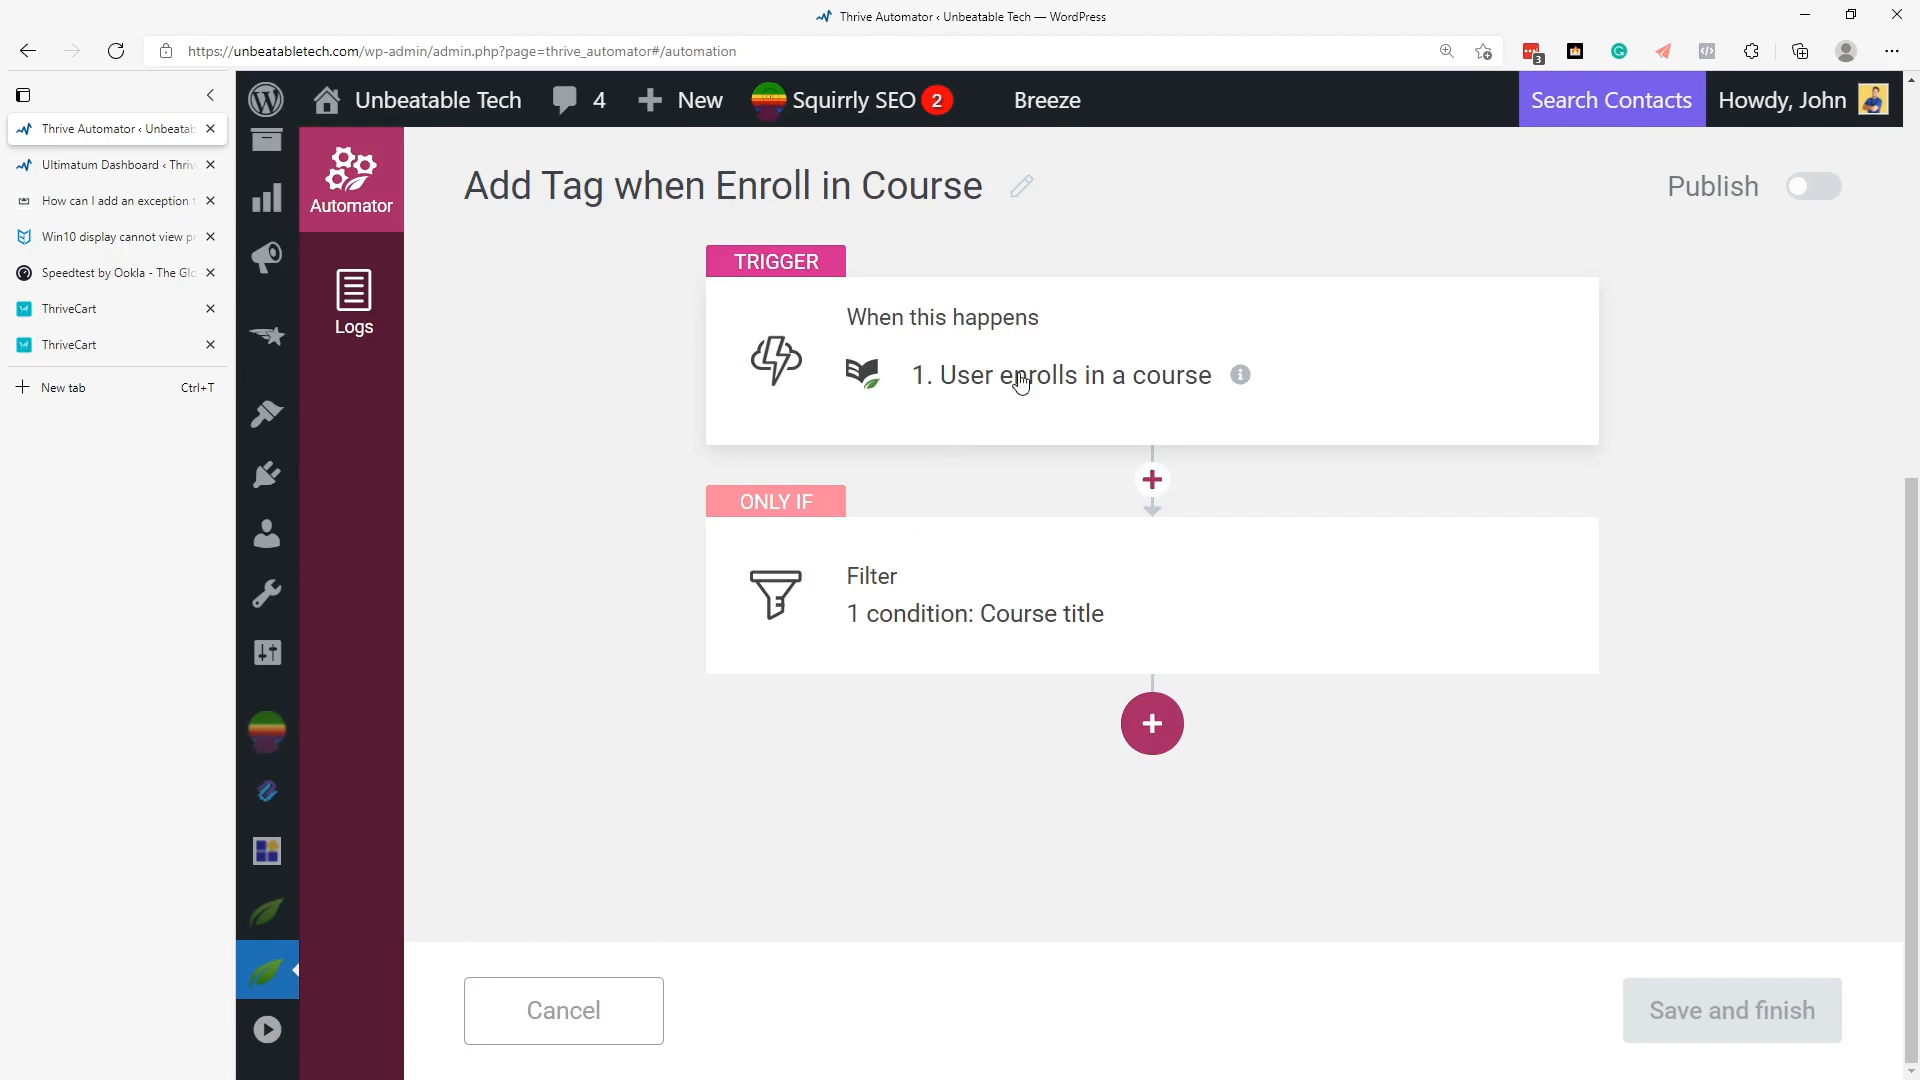 Thrive Automator ‹ Unbeatable Tech — WordPress
https://unbeatabletech.com/wp-admin/admin.php?page=thrive_automator#/automation
3
Thrive Automator ‹ Unbeatab
Ultimatum Dashboard ‹ Thriv
How can I add an exception
Win10 display cannot view pr
Speedtest by Ookla - The Glo
ThriveCart
ThriveCart
New tab Ctrl+T
Unbeatable Tech 4 New Squirrly SEO 2 Breeze Search Contacts Howdy, John
Automator
Logs
Add Tag when Enroll in Course
Publish
TRIGGER
When this happens
1. User enrolls in a course
ONLY IF
Filter
1 condition: Course title
Cancel
Save and finish